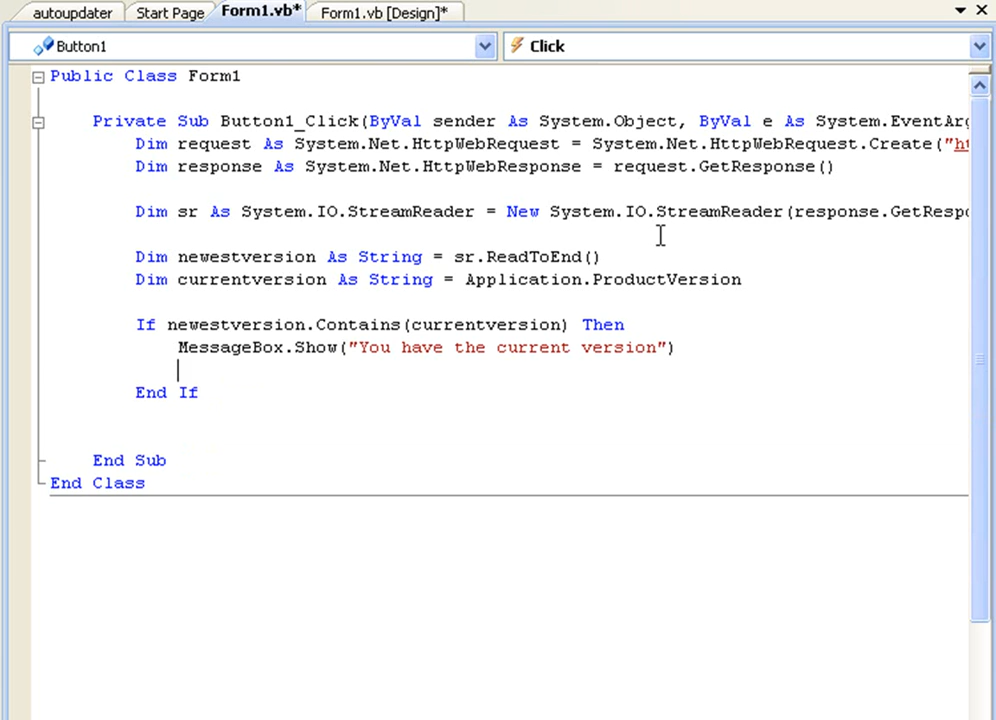 autoupdater Start Page Form1.vb* Form1.vb [Design]*
Button1 Click
Public Class Form1
Private Sub Button1_Click(ByVal sender As System.Object, ByVal e As System.EventArg
Dim request As System.Net.HttpWebRequest = System.Net.HttpWebRequest.Create("ht
Dim response As System.Net.HttpWebResponse = request.GetResponse()
Dim sr As System.IO.StreamReader = New System.IO.StreamReader(response.GetRespo
Dim newestversion As String = sr.ReadToEnd()
Dim currentversion As String = Application.ProductVersion
If newestversion.Contains(currentversion) Then
MessageBox.Show("You have the current version")
End If
End Sub
End Class